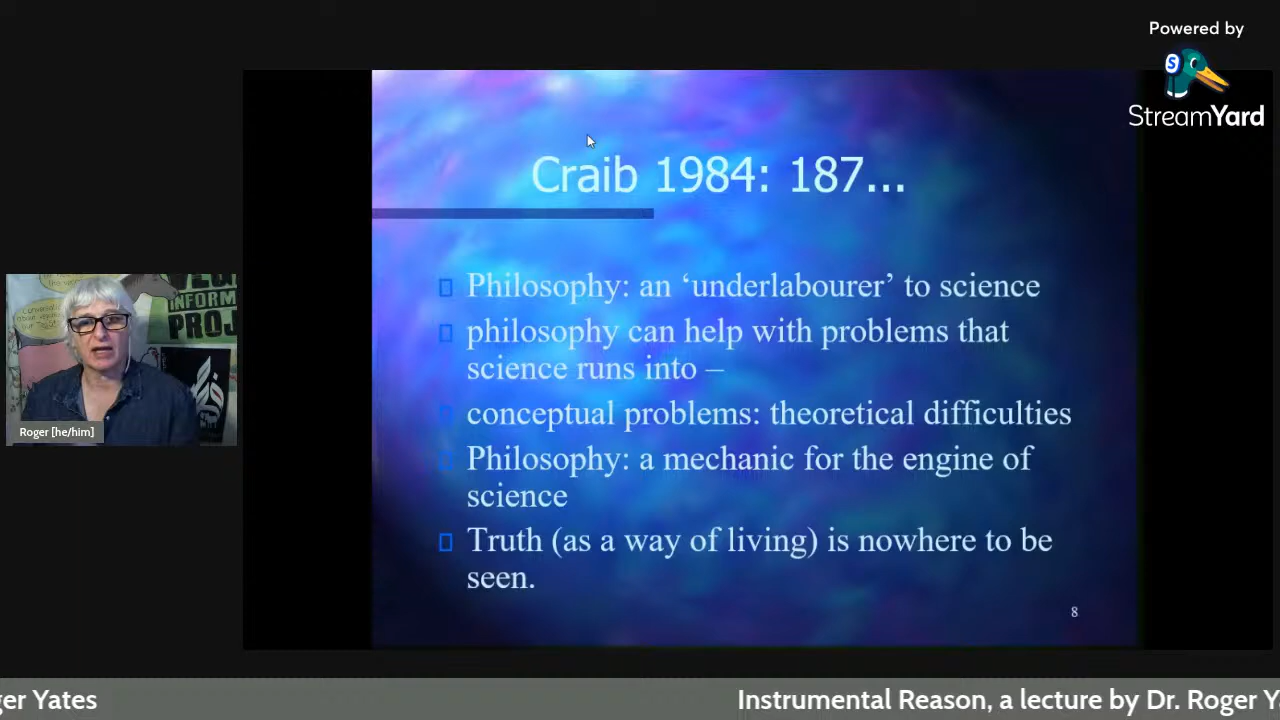 Powered by
S
StreamYard
Craib 1984: 187...
Philosophy: an ‘underlabourer’ to science
philosophy can help with problems that
science runs into –
conceptual problems: theoretical difficulties
Philosophy: a mechanic for the engine of
science
Truth (as a way of living) is nowhere to be
seen.
8
INFORM
PROJ
Roger [he/him]
ger Yates
Instrumental Reason, a lecture by Dr. Roger Y